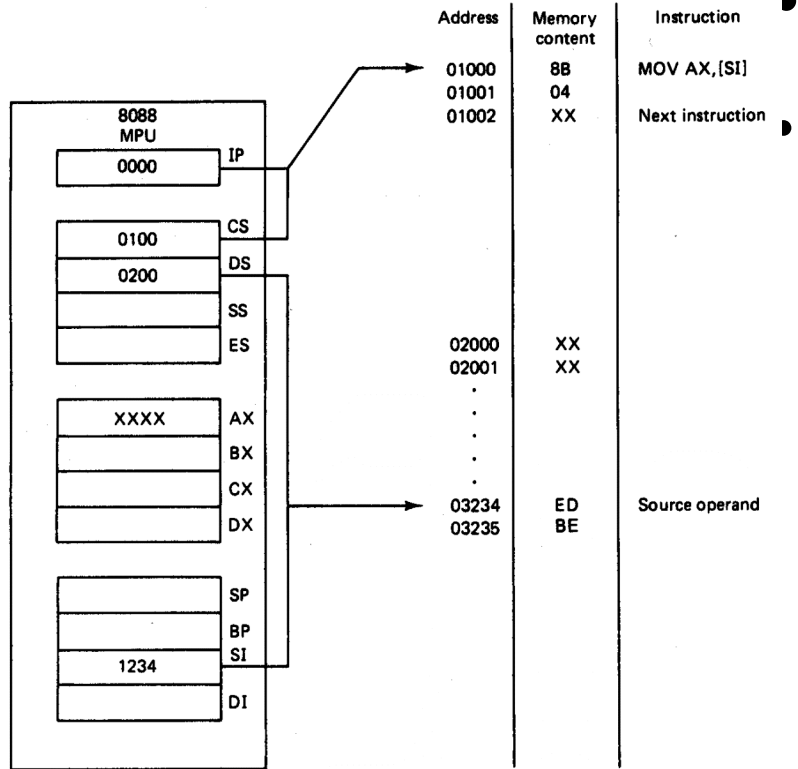 Address Memory content Instruction
01000 8B MOV AX,[SI]
01001 04
01002 XX Next instruction
8088
MPU
0000 IP
0100 CS
0200 DS
SS
ES
02000 XX
02001 XX
XXXX AX
BX
CX
DX
03234 ED Source operand
03235 BE
SP
BP
1234 SI
DI